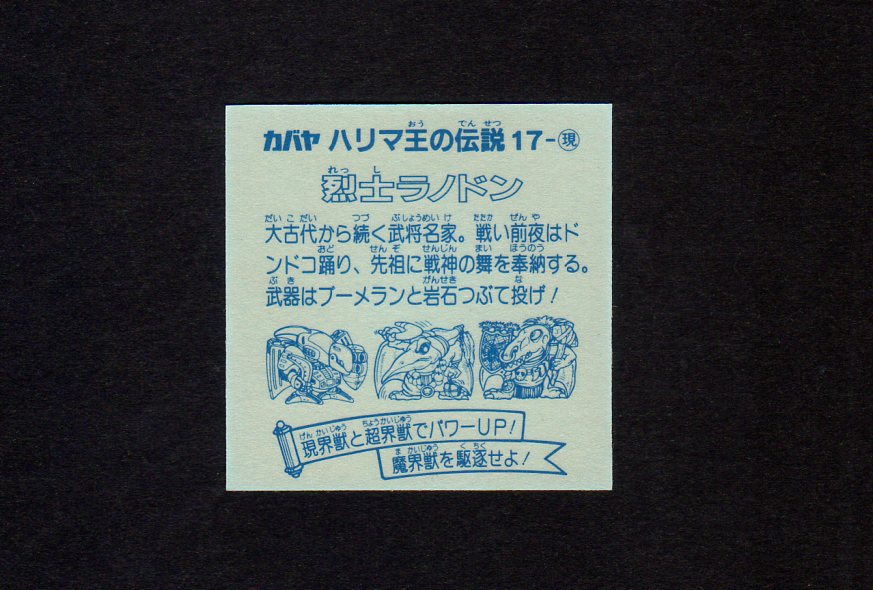 カバヤ ハリマ王の伝説 17-現
烈士ラノドン
大古代から続く武将名家。戦い前夜はド
ンドコ踊り、先祖に戦神の舞を奉納する。
武器はブーメランと岩石つぶて投げ！
現界獣と超界獣でパワーUP！
魔界獣を駆逐せよ！